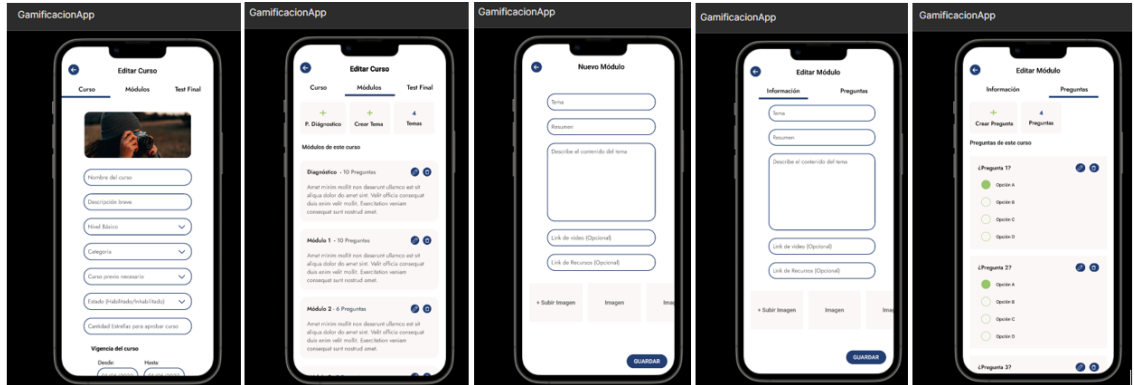 GamificacionApp
Editar Curso
Curso Módulos Test Final
Nombre del curso
Descripción breve
Nivel Básico
Categoría
Curso previo necesario
Estado (Habilitado/Inhabilitado)
Cantidad Estrellas para aprobar curso
Vigencia del curso
Desde: Hasta:
GamificacionApp
Editar Curso
Curso Módulos Test Final
+ + 4
P. Diágnostico Crear Tema Temas
Módulos de este curso
Diagnóstico - 10 Preguntas
Amet minim mollit non deserunt ullamco est sit
aliqua dolor do amet sint. Velit officia consequat
duis enim velit mollit. Exercitation veniam
consequat sunt nostrud amet.
Módulo 1 - 10 Preguntas
Amet minim mollit non deserunt ullamco est sit
aliqua dolor do amet sint. Velit officia consequat
duis enim velit mollit. Exercitation veniam
consequat sunt nostrud amet.
Módulo 2 - 6 Preguntas
Amet minim mollit non deserunt ullamco est sit
aliqua dolor do amet sint. Velit officia consequat
duis enim velit mollit. Exercitation veniam
consequat sunt nostrud amet.
GamificacionApp
Nuevo Módulo
Tema
Resumen
Describe el contenido del tema
Link de video (Opcional)
Link de Recursos (Opcional)
+ Subir Imagen Imagen Imag
GUARDAR
GamificacionApp
Editar Módulo
Información Preguntas
Tema
Resumen
Describe el contenido del tema
Link de video (Opcional)
Link de Recursos (Opcional)
+ Subir Imagen Imagen Imag
GUARDAR
GamificacionApp
Editar Módulo
Información Preguntas
+ 4
Crear Pregunta Preguntas
Preguntas de este curso
¿Pregunta 1?
Opción A
Opción B
Opción C
Opción D
¿Pregunta 2?
Opción A
Opción B
Opción C
Opción D
¿Pregunta 3?